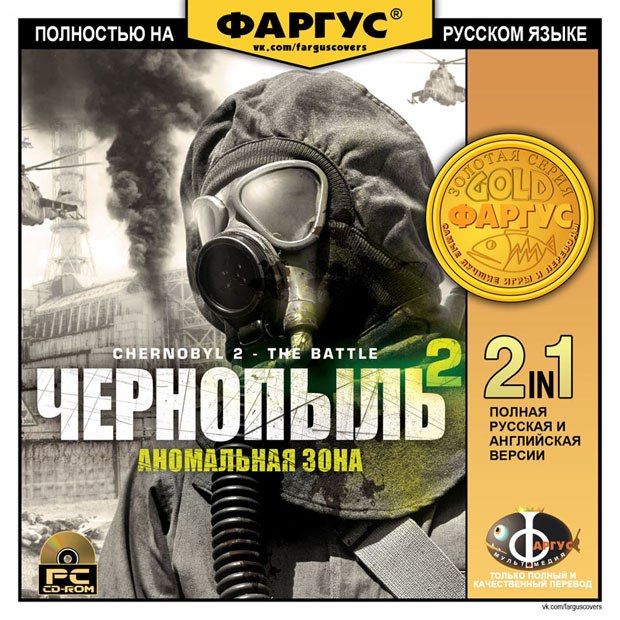 ПОЛНОСТЬЮ НА
ФАРГУС®
vk.com/farguscovers
РУССКОМ ЯЗЫКЕ
ЗОЛОТАЯ СЕРИЯ
GOLD
ФАРГУС
САМЫЕ ЛУЧШИЕ ИГРЫ И ПЕРЕВОДЫ
CHERNOBYL 2 - THE BATTLE
ЧЕРНОПЫЛЬ 2
АНОМАЛЬНАЯ ЗОНА
2 IN 1
ПОЛНАЯ
РУССКАЯ И
АНГЛИЙСКАЯ
ВЕРСИИ
PC
CD-ROM
ФАРГУС
МУЛЬТИМЕДИА
ТОЛЬКО ПОЛНЫЙ И
КАЧЕСТВЕННЫЙ ПЕРЕВОД
vk.com/farguscovers